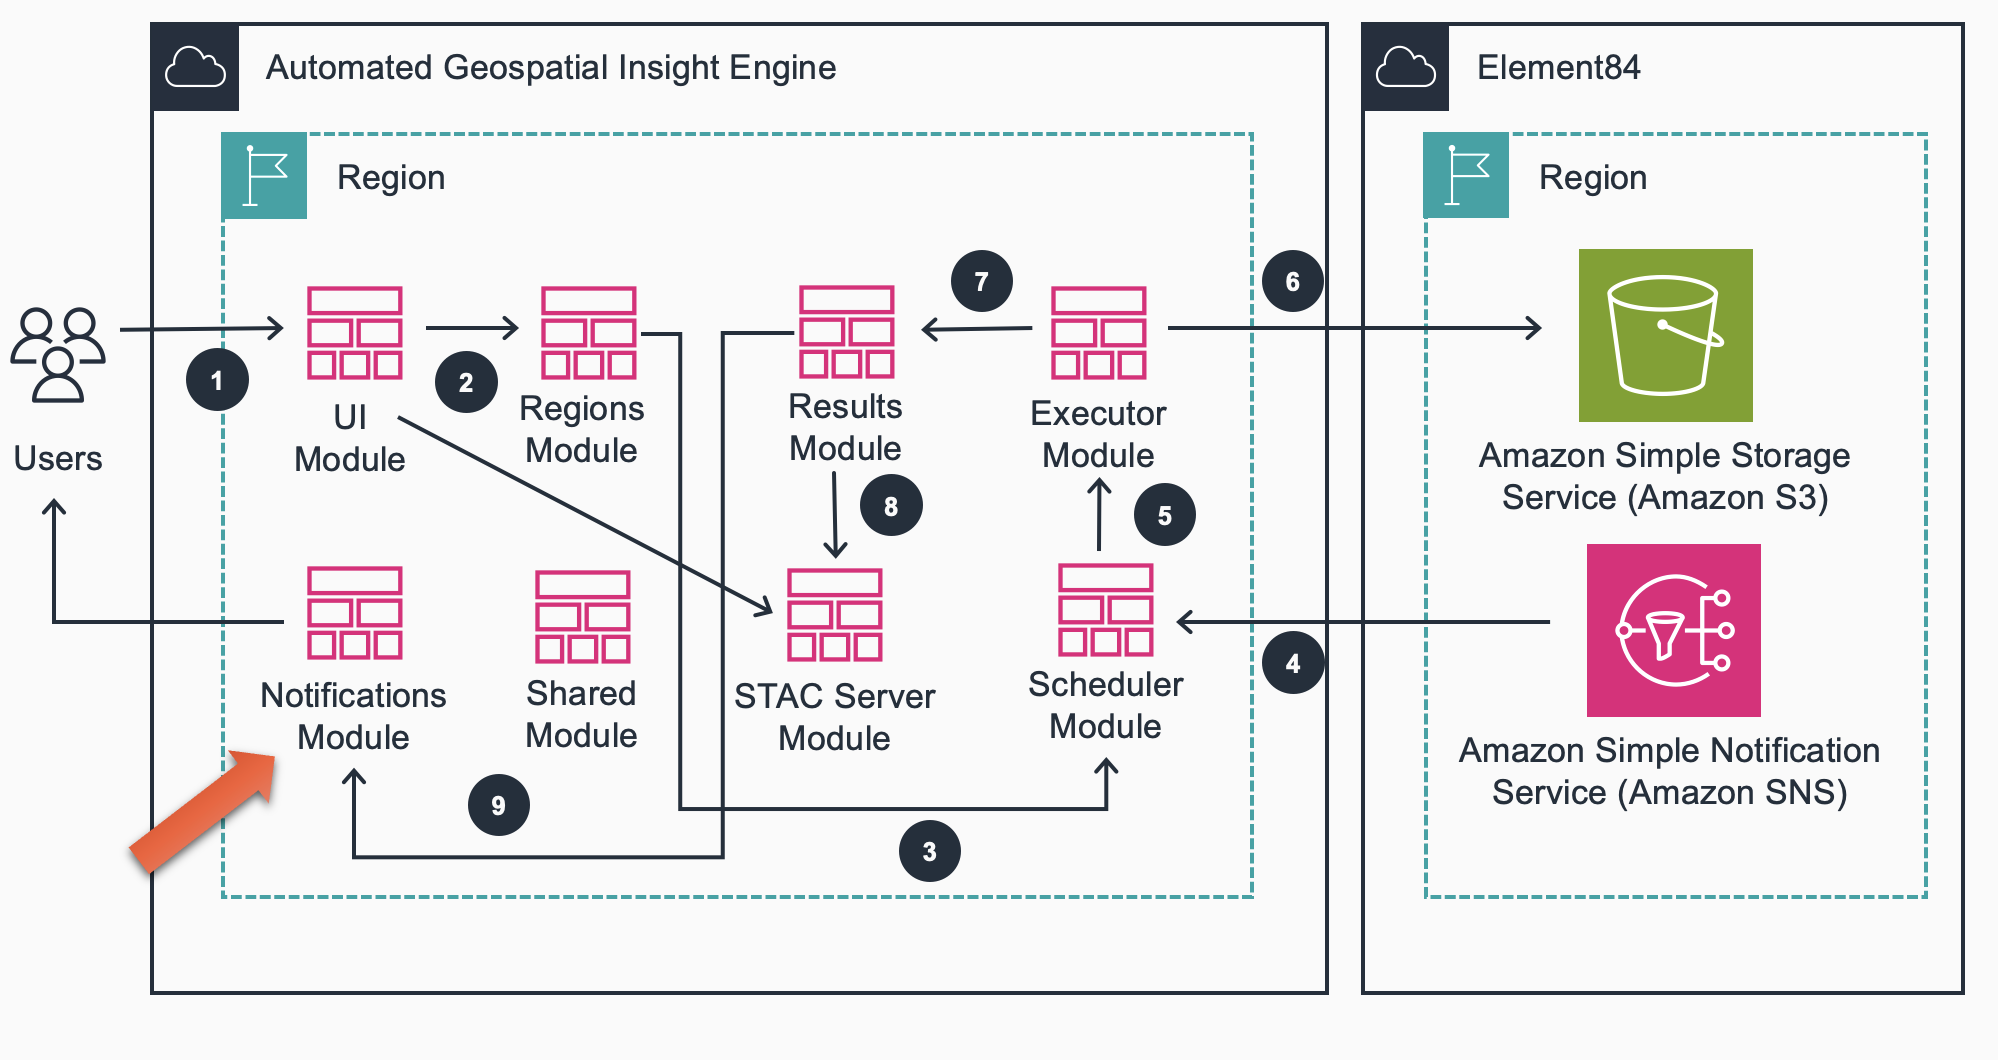 Automated Geospatial Insight Engine
Element84
Region
Region
7
6
1
2
UI
Module
Regions
Module
Results
Module
Executor
Module
Users
Amazon Simple Storage
Service (Amazon S3)
8
5
4
Notifications
Module
Shared
Module
STAC Server
Module
Scheduler
Module
Amazon Simple Notification
Service (Amazon SNS)
9
3